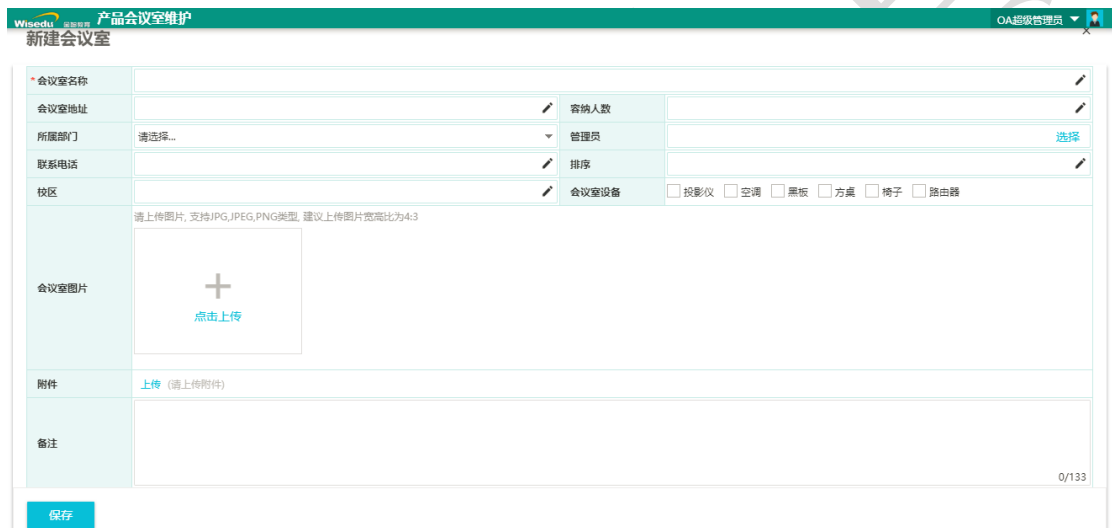 Wisedu 金智教育 产品会议室维护
OA超级管理员
新建会议室
* 会议室名称
会议室地址 容纳人数
所属部门 请选择... 管理员 选择
联系电话 排序
校区 会议室设备 投影仪 空调 黑板 方桌 椅子 路由器
请上传图片, 支持JPG,JPEG,PNG类型, 建议上传图片宽高比为4:3
会议室图片
点击上传
附件 上传 (请上传附件)
备注
0/133
保存